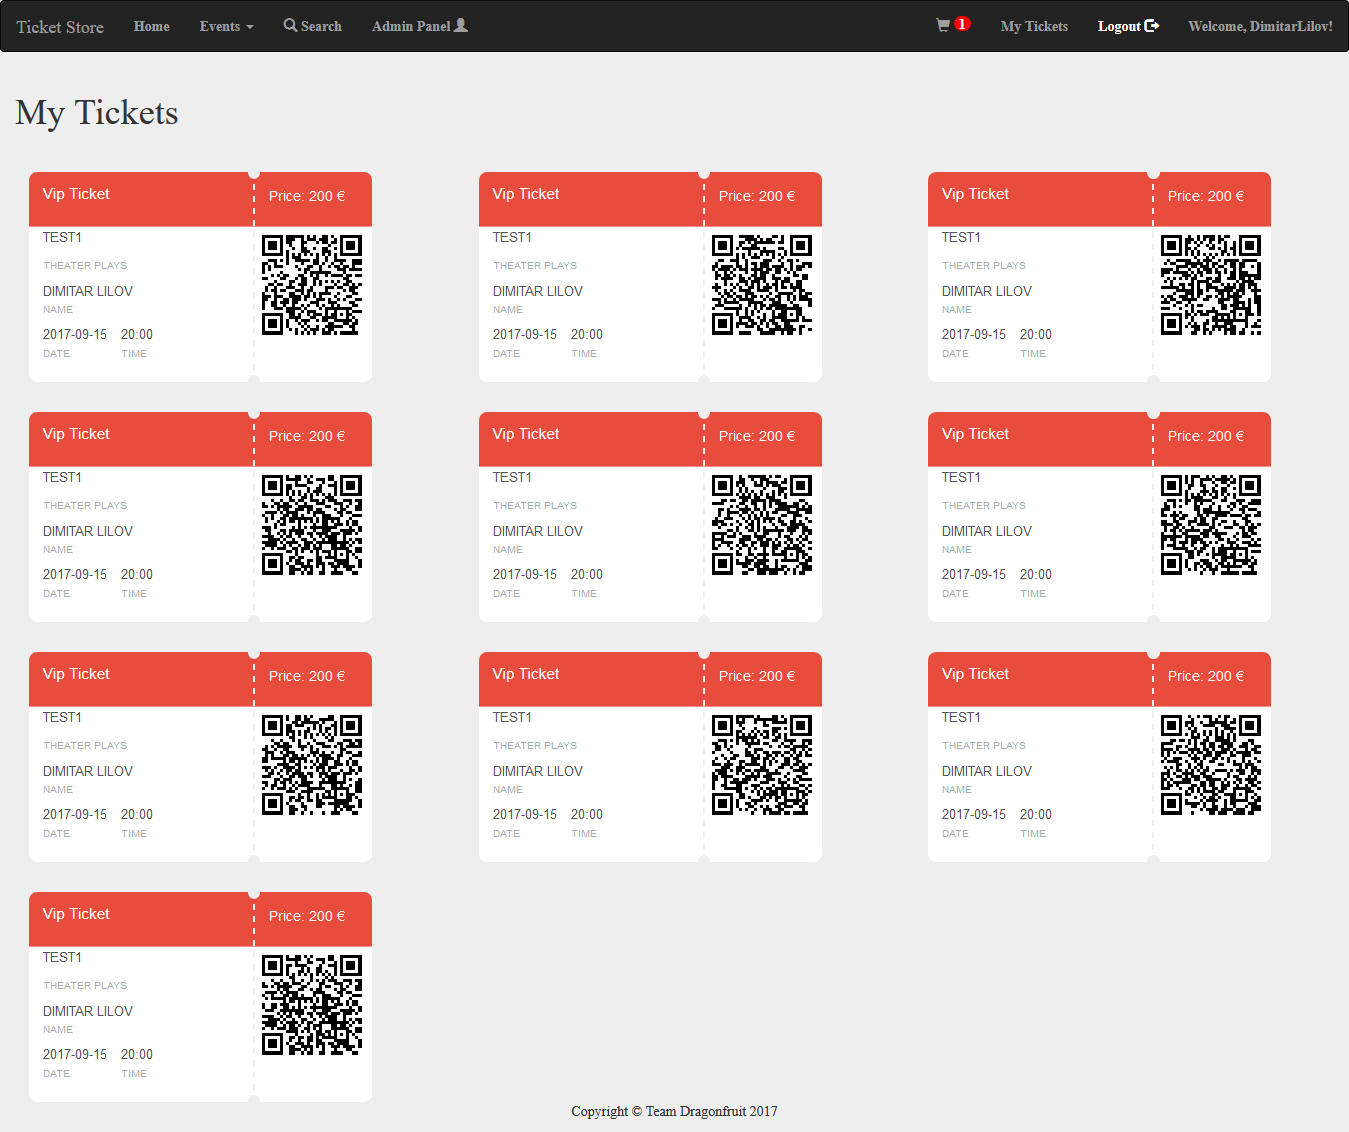 Ticket Store Home Events Search Admin Panel 1 My Tickets Logout Welcome, DimitarLilov!
My Tickets
Vip Ticket Price: 200 €
TEST1
THEATER PLAYS
DIMITAR LILOV
NAME
2017-09-15 20:00
DATE TIME
Vip Ticket Price: 200 €
TEST1
THEATER PLAYS
DIMITAR LILOV
NAME
2017-09-15 20:00
DATE TIME
Vip Ticket Price: 200 €
TEST1
THEATER PLAYS
DIMITAR LILOV
NAME
2017-09-15 20:00
DATE TIME
Vip Ticket Price: 200 €
TEST1
THEATER PLAYS
DIMITAR LILOV
NAME
2017-09-15 20:00
DATE TIME
Vip Ticket Price: 200 €
TEST1
THEATER PLAYS
DIMITAR LILOV
NAME
2017-09-15 20:00
DATE TIME
Vip Ticket Price: 200 €
TEST1
THEATER PLAYS
DIMITAR LILOV
NAME
2017-09-15 20:00
DATE TIME
Vip Ticket Price: 200 €
TEST1
THEATER PLAYS
DIMITAR LILOV
NAME
2017-09-15 20:00
DATE TIME
Vip Ticket Price: 200 €
TEST1
THEATER PLAYS
DIMITAR LILOV
NAME
2017-09-15 20:00
DATE TIME
Vip Ticket Price: 200 €
TEST1
THEATER PLAYS
DIMITAR LILOV
NAME
2017-09-15 20:00
DATE TIME
Vip Ticket Price: 200 €
TEST1
THEATER PLAYS
DIMITAR LILOV
NAME
2017-09-15 20:00
DATE TIME
Copyright © Team Dragonfruit 2017